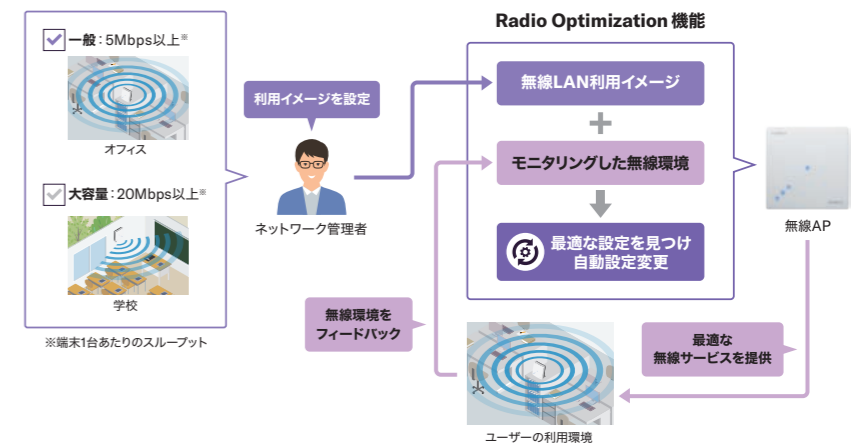 Radio Optimization 機能
一般：5Mbps以上※
オフィス
大容量：20Mbps以上※
学校
※端末1台あたりのスループット
利用イメージを設定
ネットワーク管理者
無線LAN利用イメージ
+
モニタリングした無線環境
最適な設定を見つけ
自動設定変更
無線AP
無線環境を
フィードバック
最適な
無線サービスを提供
ユーザーの利用環境